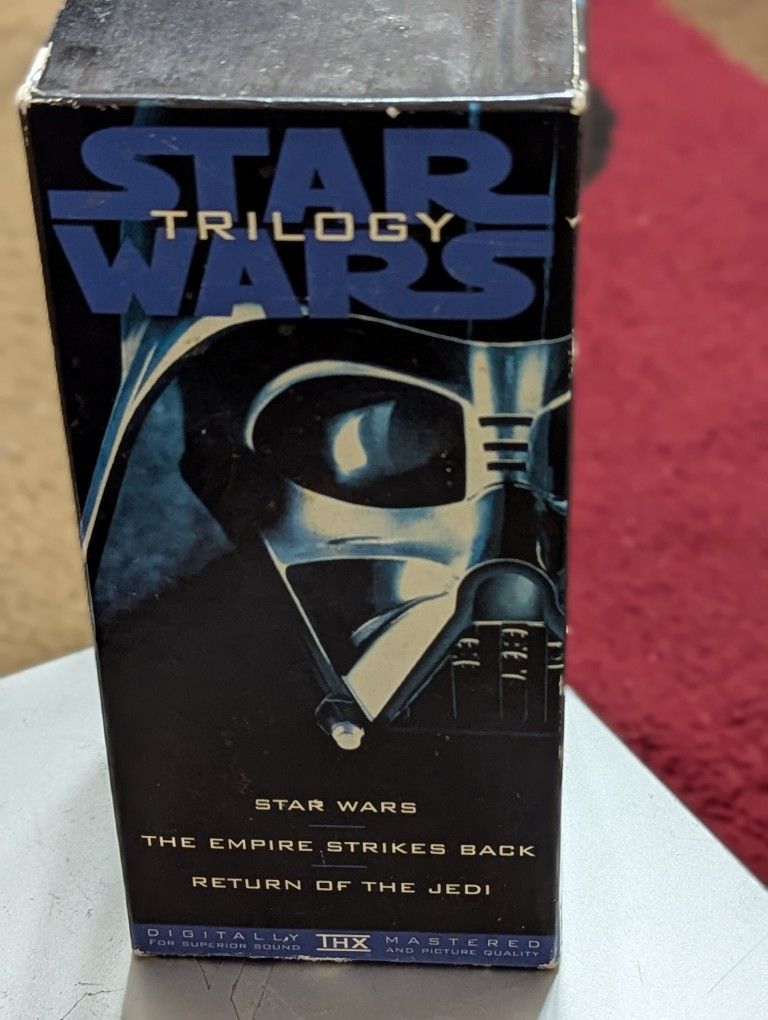 STAR
TRILOGY
WARS
STAR WARS
THE EMPIRE STRIKES BACK
RETURN OF THE JEDI
DIGITALLY THX MASTERED
FOR SUPERIOR SOUND AND PICTURE QUALITY